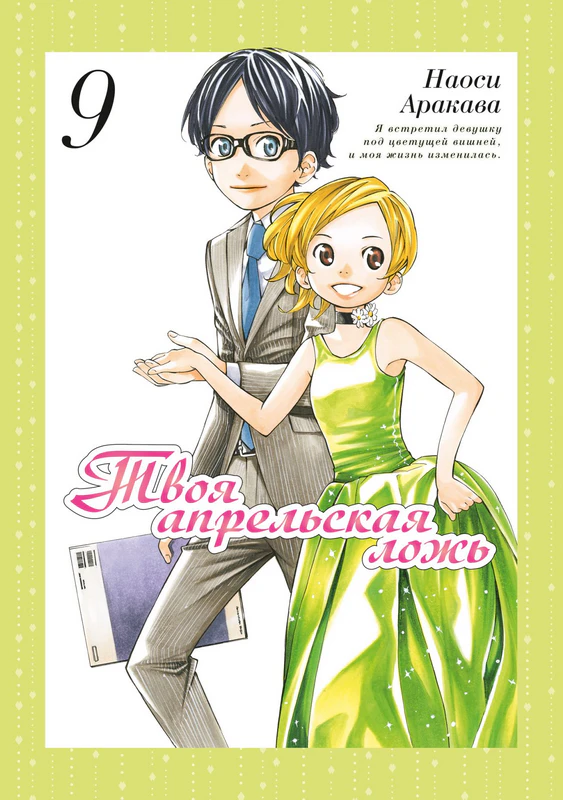 9
Наоси
Аракава
Я встретил девушку
под цветущей вишней,
и моя жизнь изменилась.
Твоя
апрельская
ложь